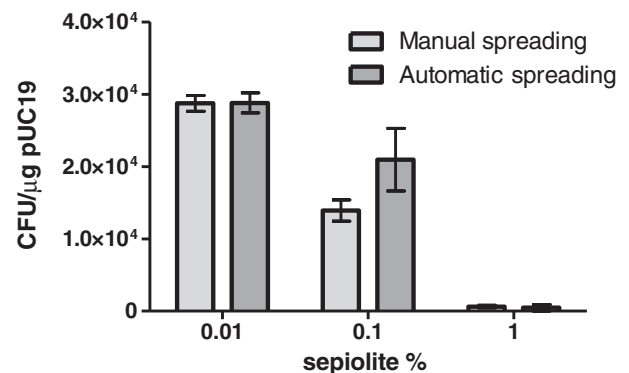 4.0×10⁴
3.0×10⁴
2.0×10⁴
1.0×10⁴
0
CFU/μg pUC19
Manual spreading
Automatic spreading
0.01
0.1
1
sepiolite %